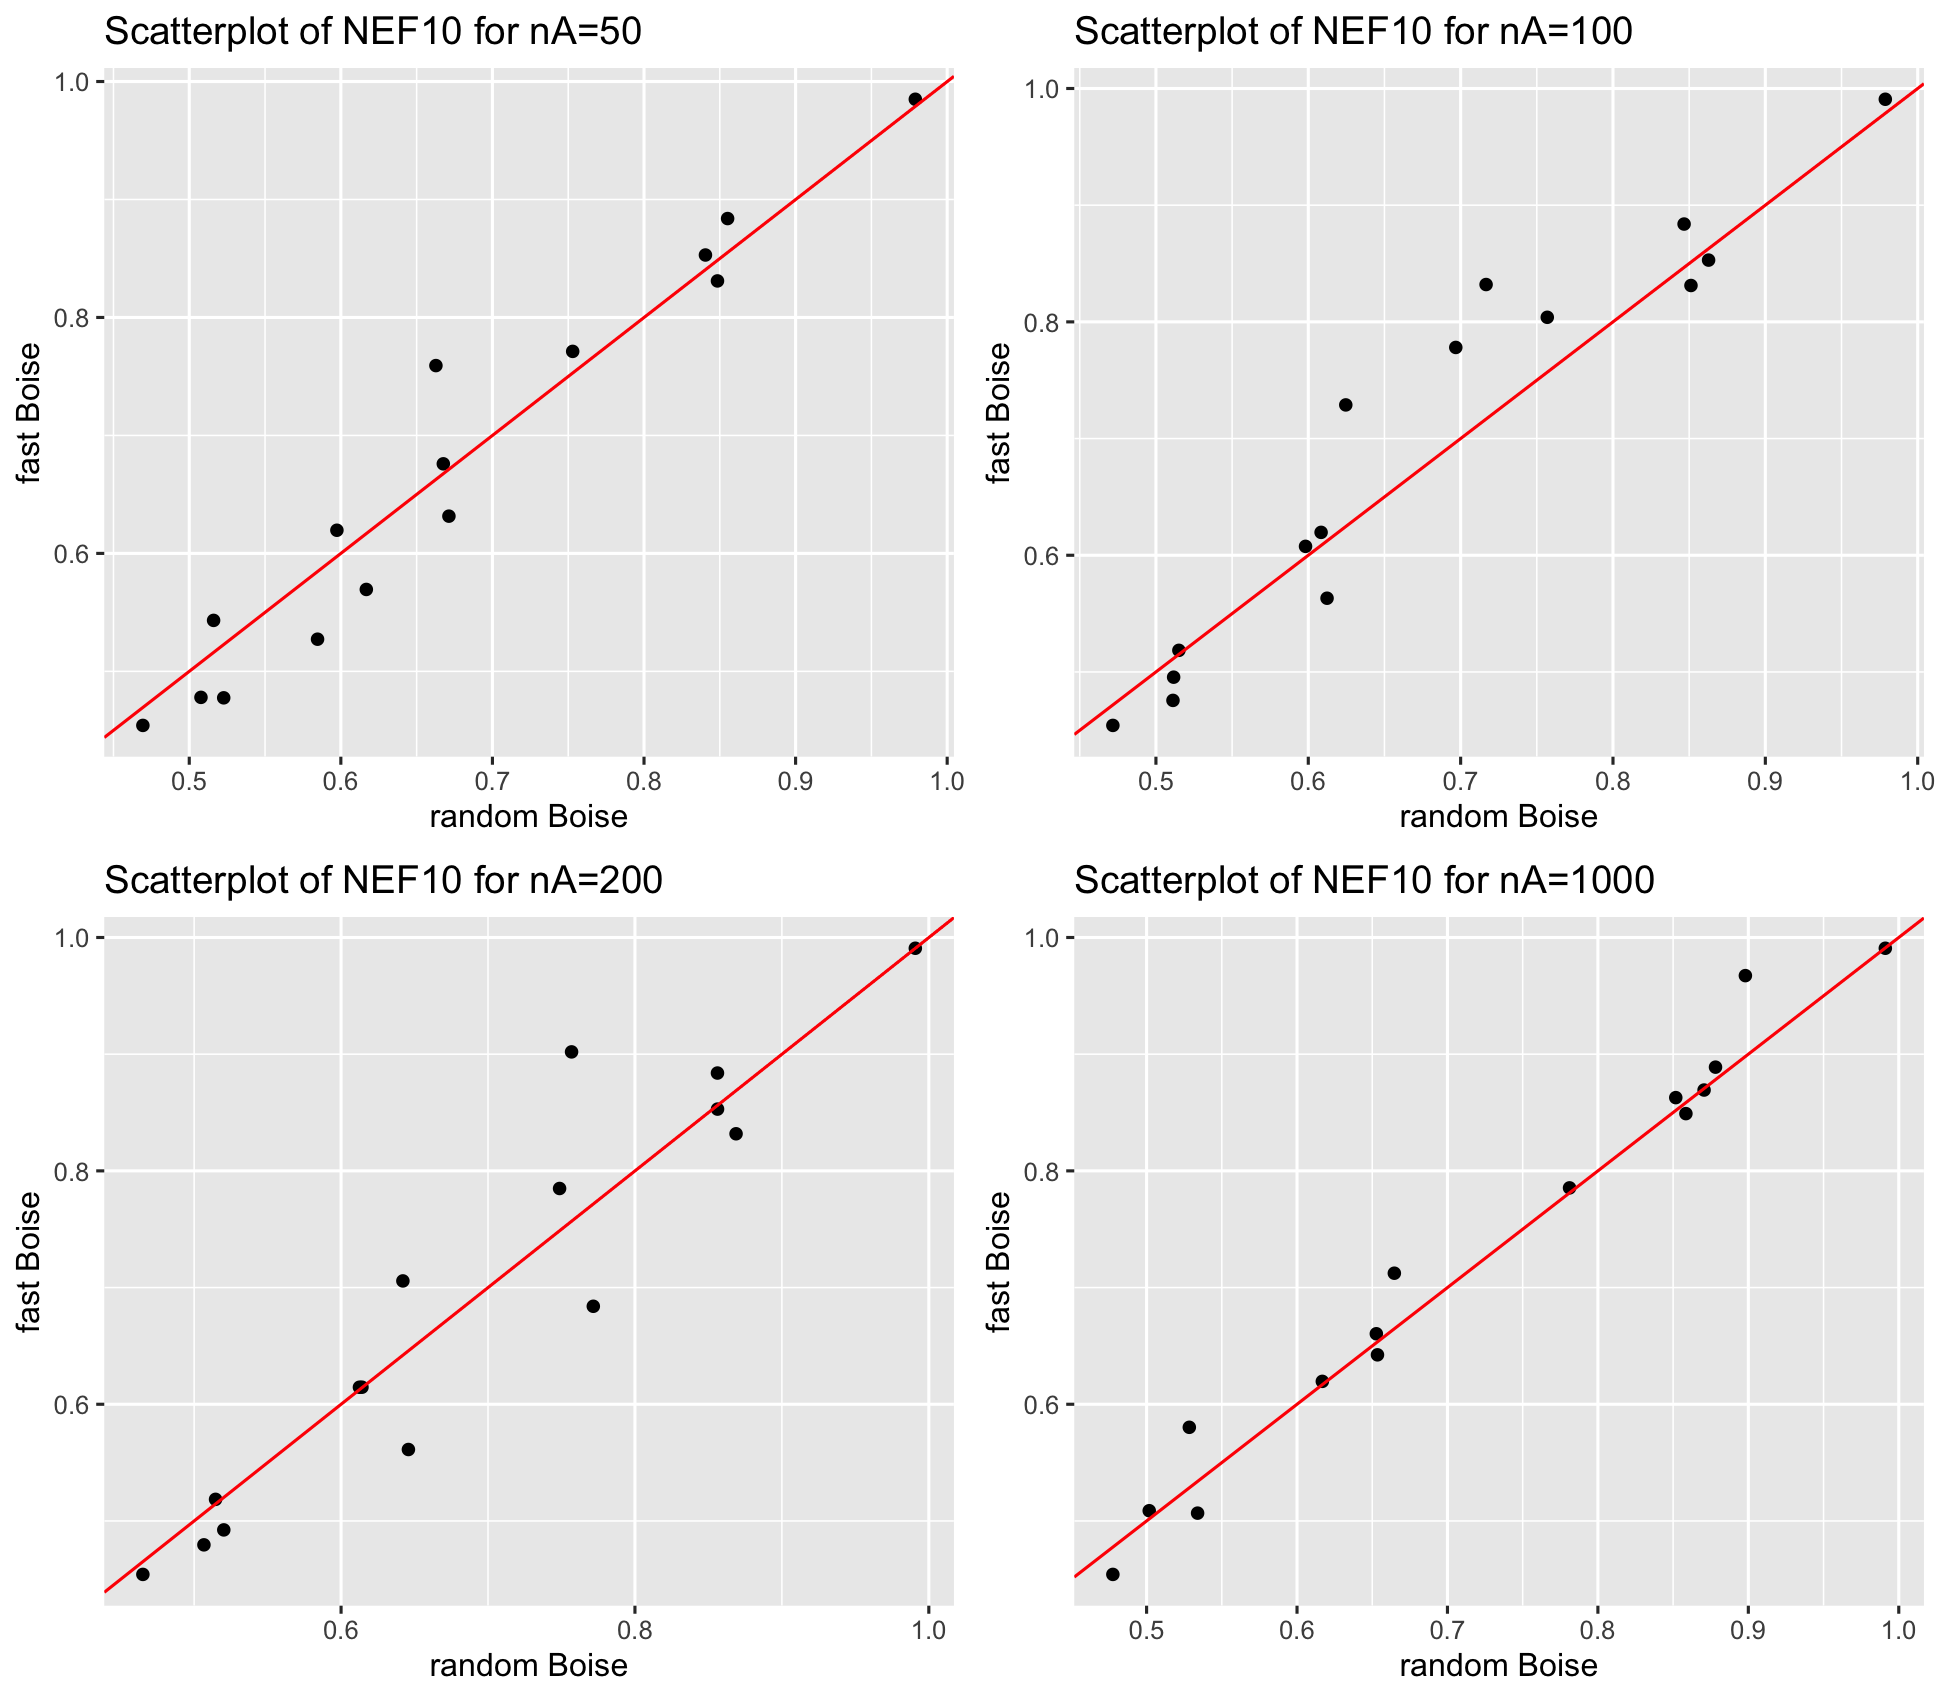 Scatterplot of NEF10 for nA=50
1.0
0.8
0.6
fast Boise
0.5 0.6 0.7 0.8 0.9 1.0
random Boise
Scatterplot of NEF10 for nA=100
1.0
0.8
0.6
fast Boise
0.5 0.6 0.7 0.8 0.9 1.0
random Boise
Scatterplot of NEF10 for nA=200
1.0
0.8
0.6
fast Boise
0.6 0.8 1.0
random Boise
Scatterplot of NEF10 for nA=1000
1.0
0.8
0.6
fast Boise
0.5 0.6 0.7 0.8 0.9 1.0
random Boise